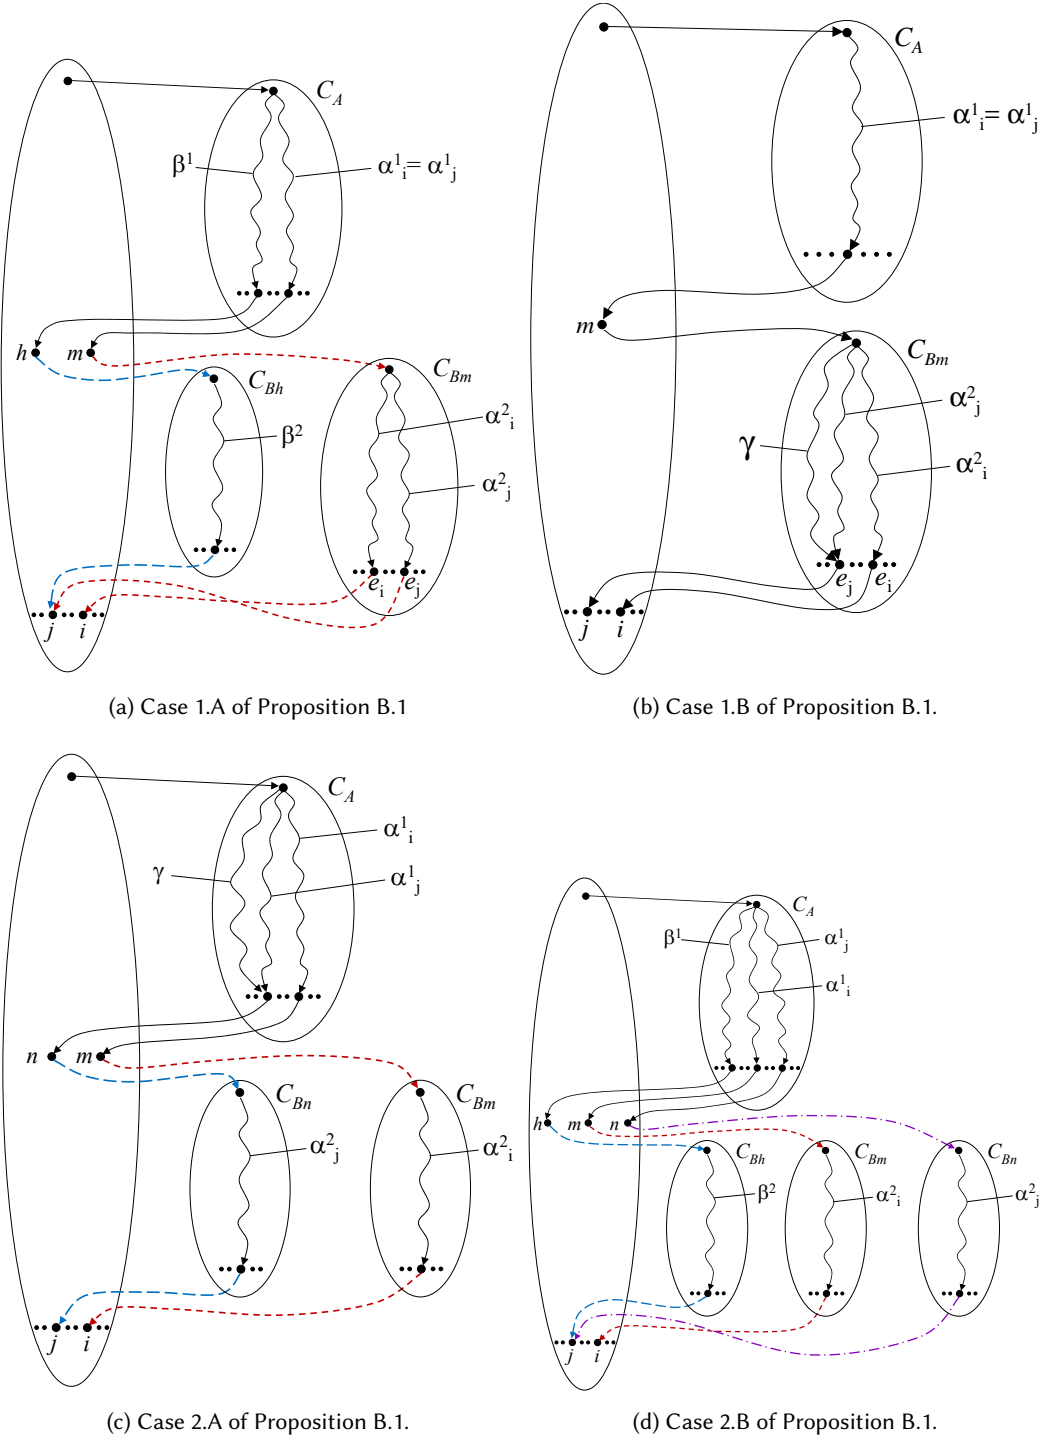 C_A
β¹
α¹_i= α¹_j
h
m
C_Bh
C_Bm
β²
α²_i
α²_j
e_i
e_j
j
i
(a) Case 1.A of Proposition B.1
C_A
α¹_i= α¹_j
m
C_Bm
α²_j
γ
α²_i
e_j
e_i
j
i
(b) Case 1.B of Proposition B.1.
C_A
α¹_i
γ
α¹_j
n
m
C_Bn
C_Bm
α²_j
α²_i
j
i
(c) Case 2.A of Proposition B.1.
C_A
β¹
α¹_j
α¹_i
h
m
n
C_Bh
C_Bm
C_Bn
β²
α²_i
α²_j
j
i
(d) Case 2.B of Proposition B.1.